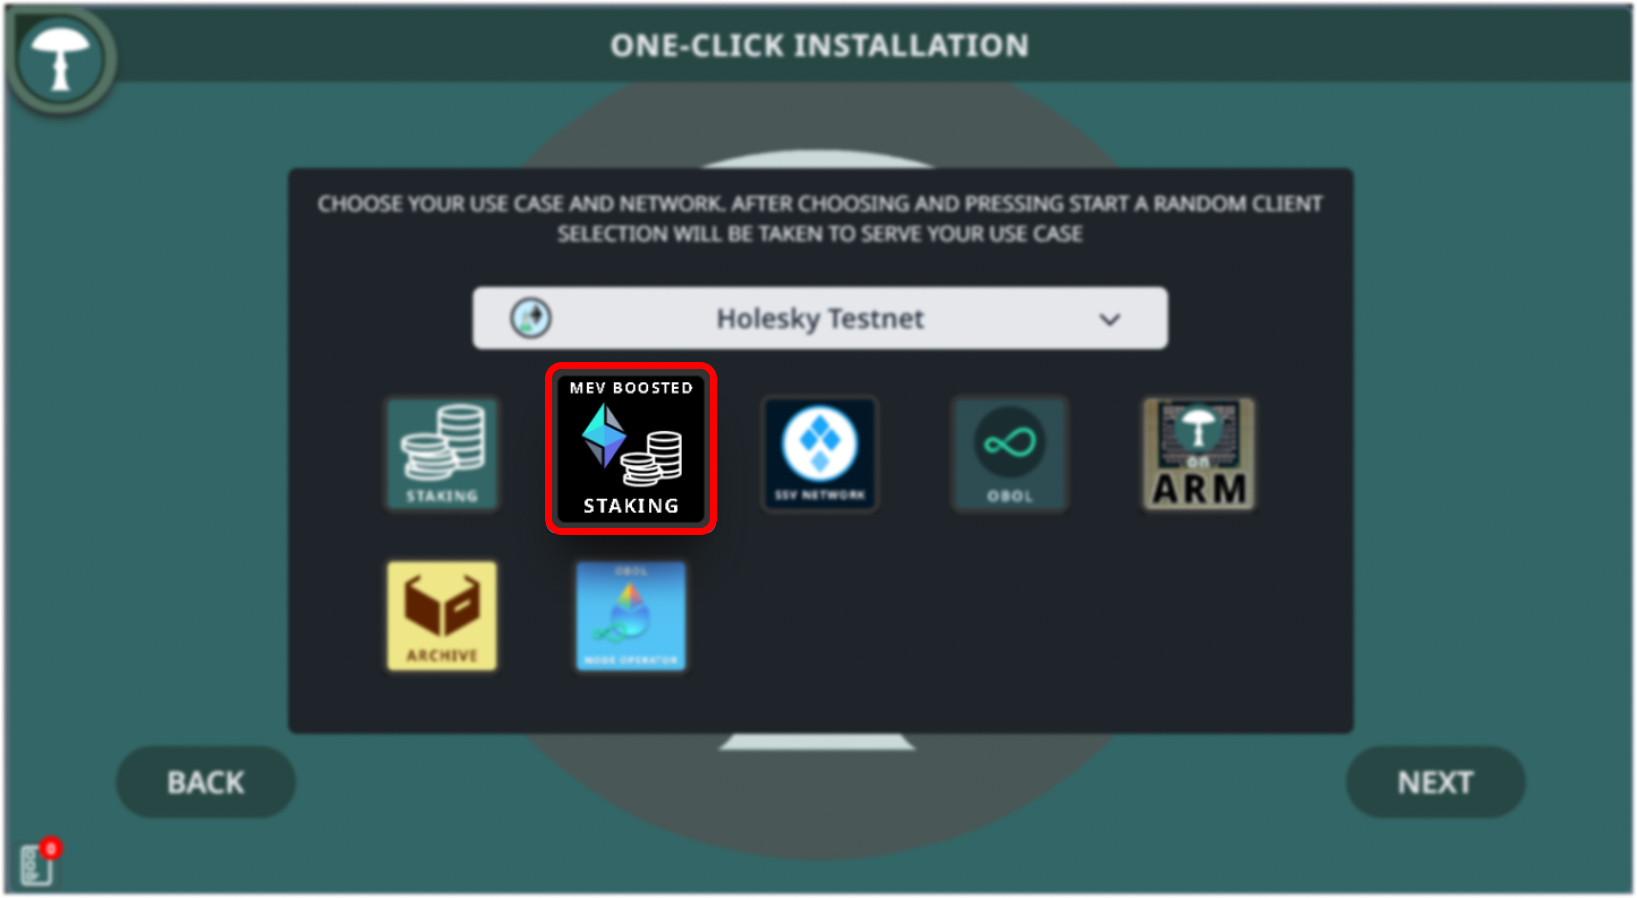 ONE-CLICK INSTALLATION
CHOOSE YOUR USE CASE AND NETWORK. AFTER CHOOSING AND PRESSING START A RANDOM CLIENT
SELECTION WILL BE TAKEN TO SERVE YOUR USE CASE
Holesky Testnet
STAKING
MEV BOOSTED
STAKING
SSV NETWORK
OBOL
on
ARM
ARCHIVE
OBOL
NODE OPERATOR
BACK
NEXT
0